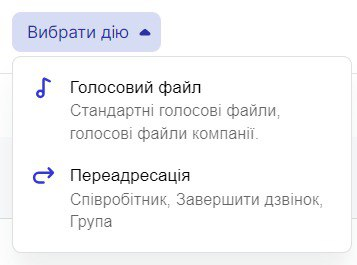 Вибрати дію
Голосовий файл
Стандартні голосові файли,
голосові файли компанії.
Переадресація
Співробітник, Завершити дзвінок,
Група